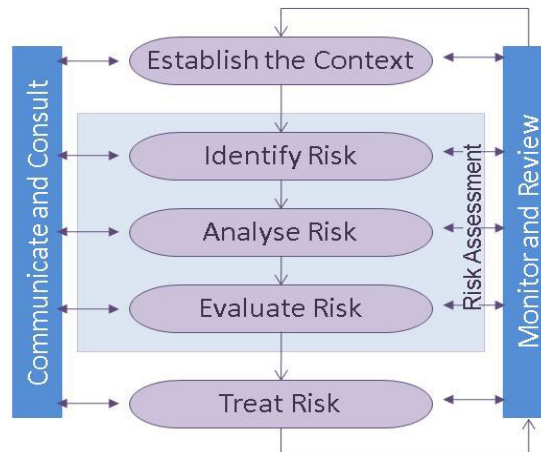 Establish the Context
Identify Risk
Analyse Risk
Evaluate Risk
Treat Risk
Communicate and Consult
Risk Assessment
Monitor and Review